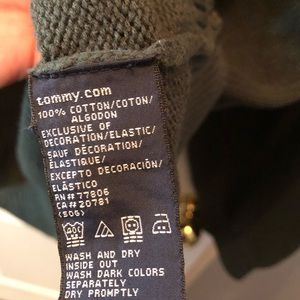 tommy.com
100% COTTON/COTON/
ALGODON
EXCLUSIVE OF
DECORATION/ELASTIC/
SAUF DÉCORATION/
ÉLASTIQUE/
EXCEPTO DECORACIÓN/
ELÁSTICO
RN# 77806
CA# 20781
(SOG)
WASH AND DRY
INSIDE OUT
WASH DARK COLORS
SEPARATELY
DRY PROMPTLY